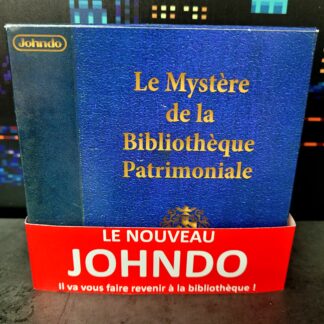 Johndo
Le Mystère
de la
Bibliothèque
Patrimoniale
LE NOUVEAU
JOHNDO
Il va vous faire revenir à la bibliothèque !